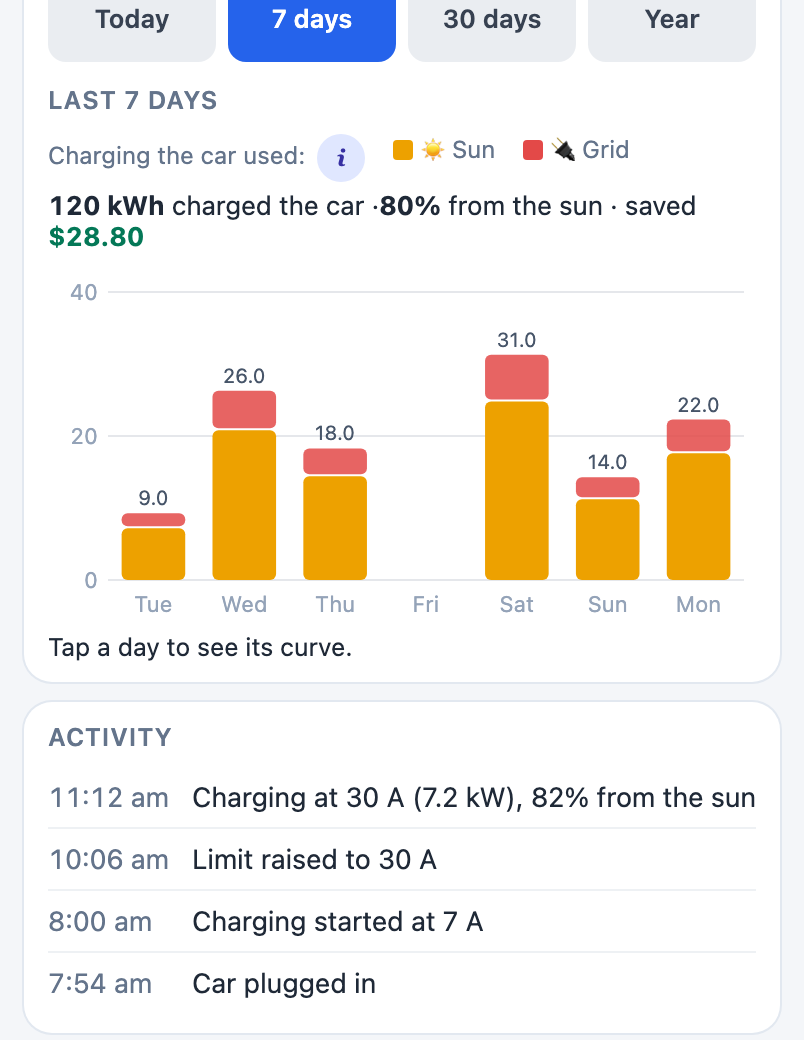 Today 7 days 30 days Year
LAST 7 DAYS
Charging the car used: i Sun Grid
120 kWh charged the car ·80% from the sun · saved
$28.80
40
31.0
26.0
22.0
20
18.0
14.0
9.0
0
Tue Wed Thu Fri Sat Sun Mon
Tap a day to see its curve.
ACTIVITY
11:12 am Charging at 30 A (7.2 kW), 82% from the sun
10:06 am Limit raised to 30 A
8:00 am Charging started at 7 A
7:54 am Car plugged in